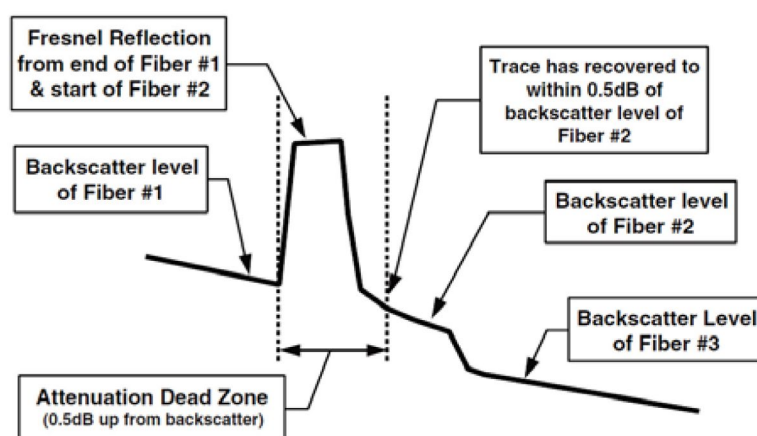 Fresnel Reflection
from end of Fiber #1
& start of Fiber #2
Trace has recovered to
within 0.5dB of
backscatter level of
Fiber #2
Backscatter level
of Fiber #1
Backscatter level
of Fiber #2
Backscatter Level
of Fiber #3
Attenuation Dead Zone
(0.5dB up from backscatter)